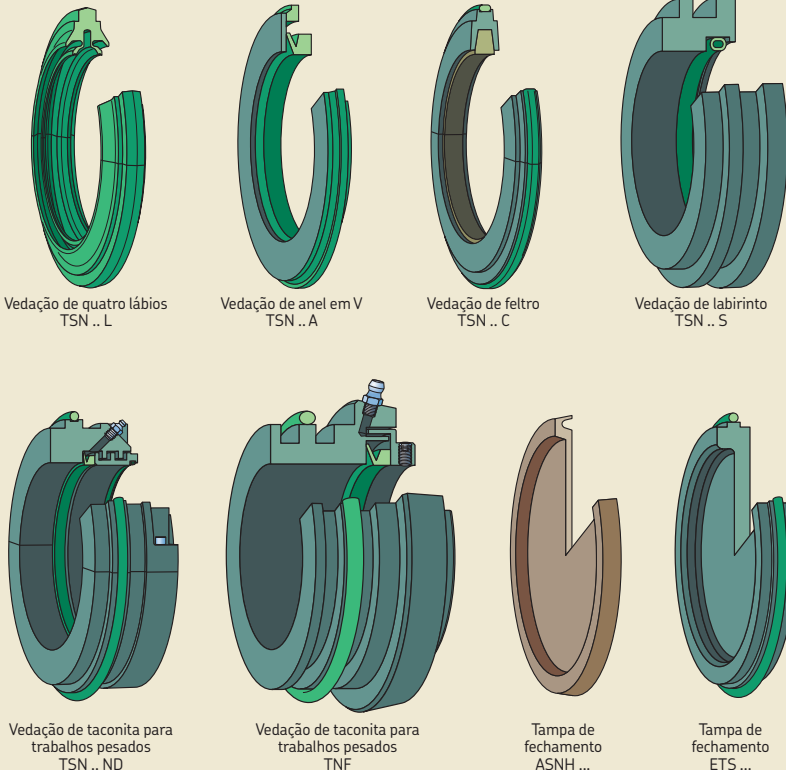 Vedação de quatro lábios
TSN .. L
Vedação de anel em V
TSN .. A
Vedação de feltro
TSN .. C
Vedação de labirinto
TSN .. S
Vedação de taconita para
trabalhos pesados
TSN .. ND
Vedação de taconita para
trabalhos pesados
TNF
Tampa de
fechamento
ASNH ...
Tampa de
fechamento
ETS ...